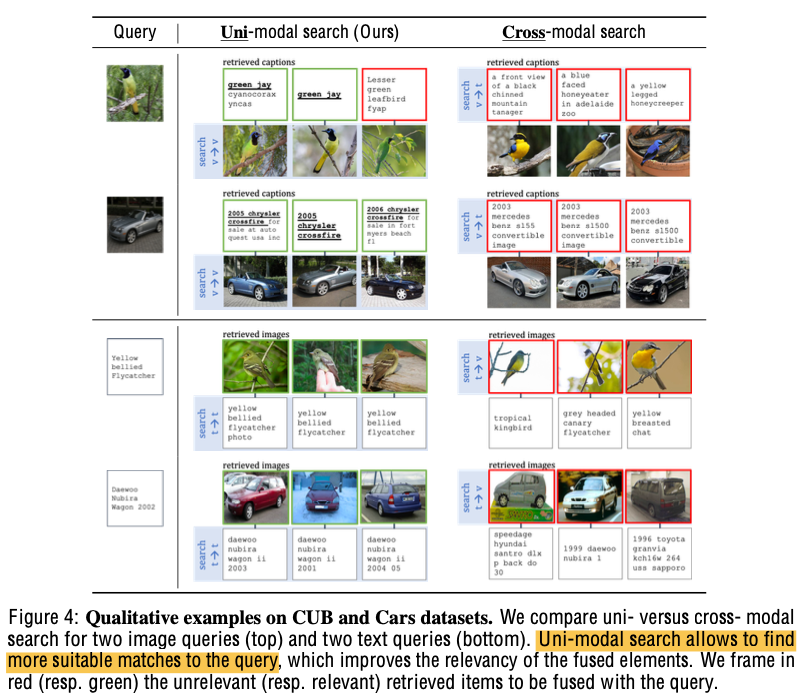 Query
Uni-modal search (Ours)
Cross-modal search
retrieved captions
green jay
cyanocorax
yncas
green jay
Lesser
green
leafbird
fyap
search
v → v
retrieved captions
search
v → t
a front view
of a black
chinned
mountain
tanager
a blue
faced
honeyeater
in adelaide
zoo
a yellow
legged
honeycreeper
retrieved captions
2005 chrysler
crossfire for
sale at auto
quest usa inc
2005
chrysler
crossfire
2006 chrysler
crossfire for
sale in fort
myers beach
fl
search
v → v
retrieved captions
search
v → t
2003
mercedes
benz sl55
convertible
image
2003
mercedes
benz sl500
convertible
image
2003
mercedes
benz sl500
convertible
Yellow
bellied
Flycatcher
retrieved images
search
t → t
yellow
bellied
flycatcher
photo
yellow
bellied
flycatcher
yellow
bellied
flycatcher
retrieved images
search
t → v
tropical
kingbird
grey headed
canary
flycatcher
yellow
breasted
chat
Daewoo
Nubira
Wagon 2002
retrieved images
search
t → t
daewoo
nubira
wagon ii
2003
daewoo
nubira
wagon ii
2001
daewoo
nubira
wagon ii
2004 05
retrieved images
search
t → v
speedage
hyundai
santro dlx
p back do
30
1999 daewoo
nubira 1
1996 toyota
granvia
kch16w 264
uss sapporo
Figure 4: Qualitative examples on CUB and Cars datasets. We compare uni- versus cross- modal
search for two image queries (top) and two text queries (bottom). Uni-modal search allows to find
more suitable matches to the query, which improves the relevancy of the fused elements. We frame in
red (resp. green) the unrelevant (resp. relevant) retrieved items to be fused with the query.